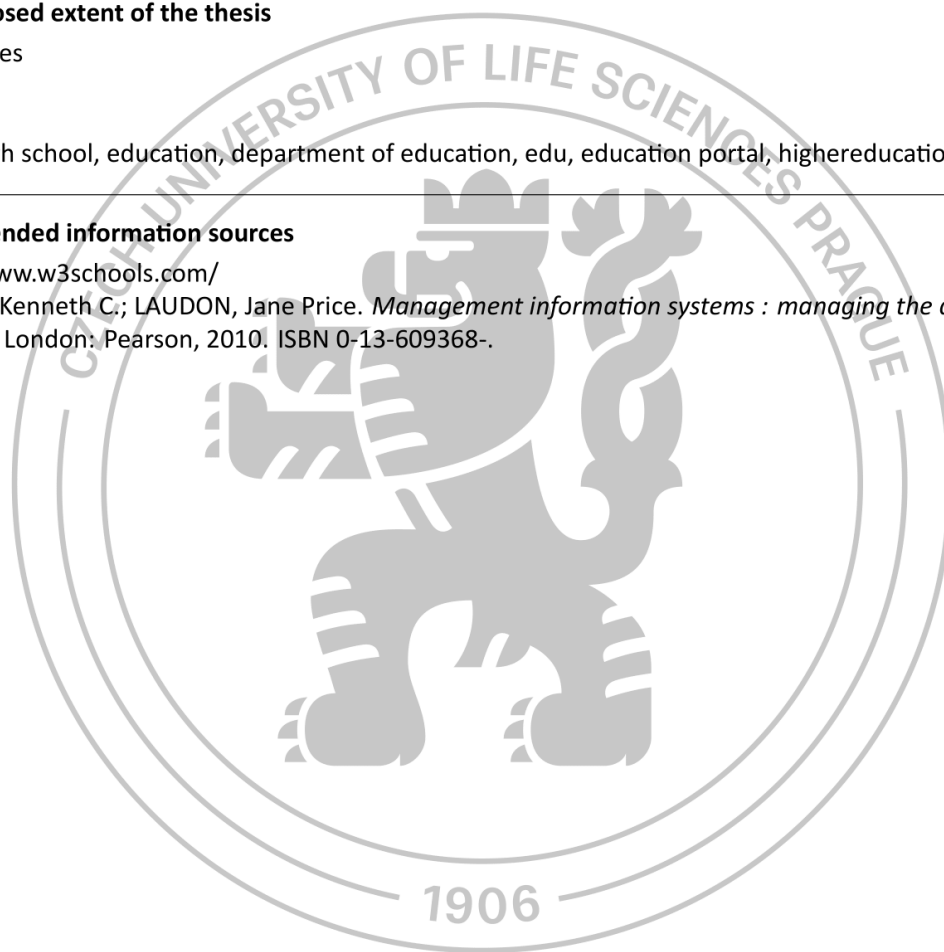 osed extent of the thesis
es
h school, education, department of education, edu, education portal, highereducatio
ended information sources
ww.w3schools.com/
Kenneth C.; LAUDON, Jane Price. Management information systems : managing the d
London: Pearson, 2010. ISBN 0-13-609368-.
CZECH UNIVERSITY OF LIFE SCIENCES PRAGUE
1906